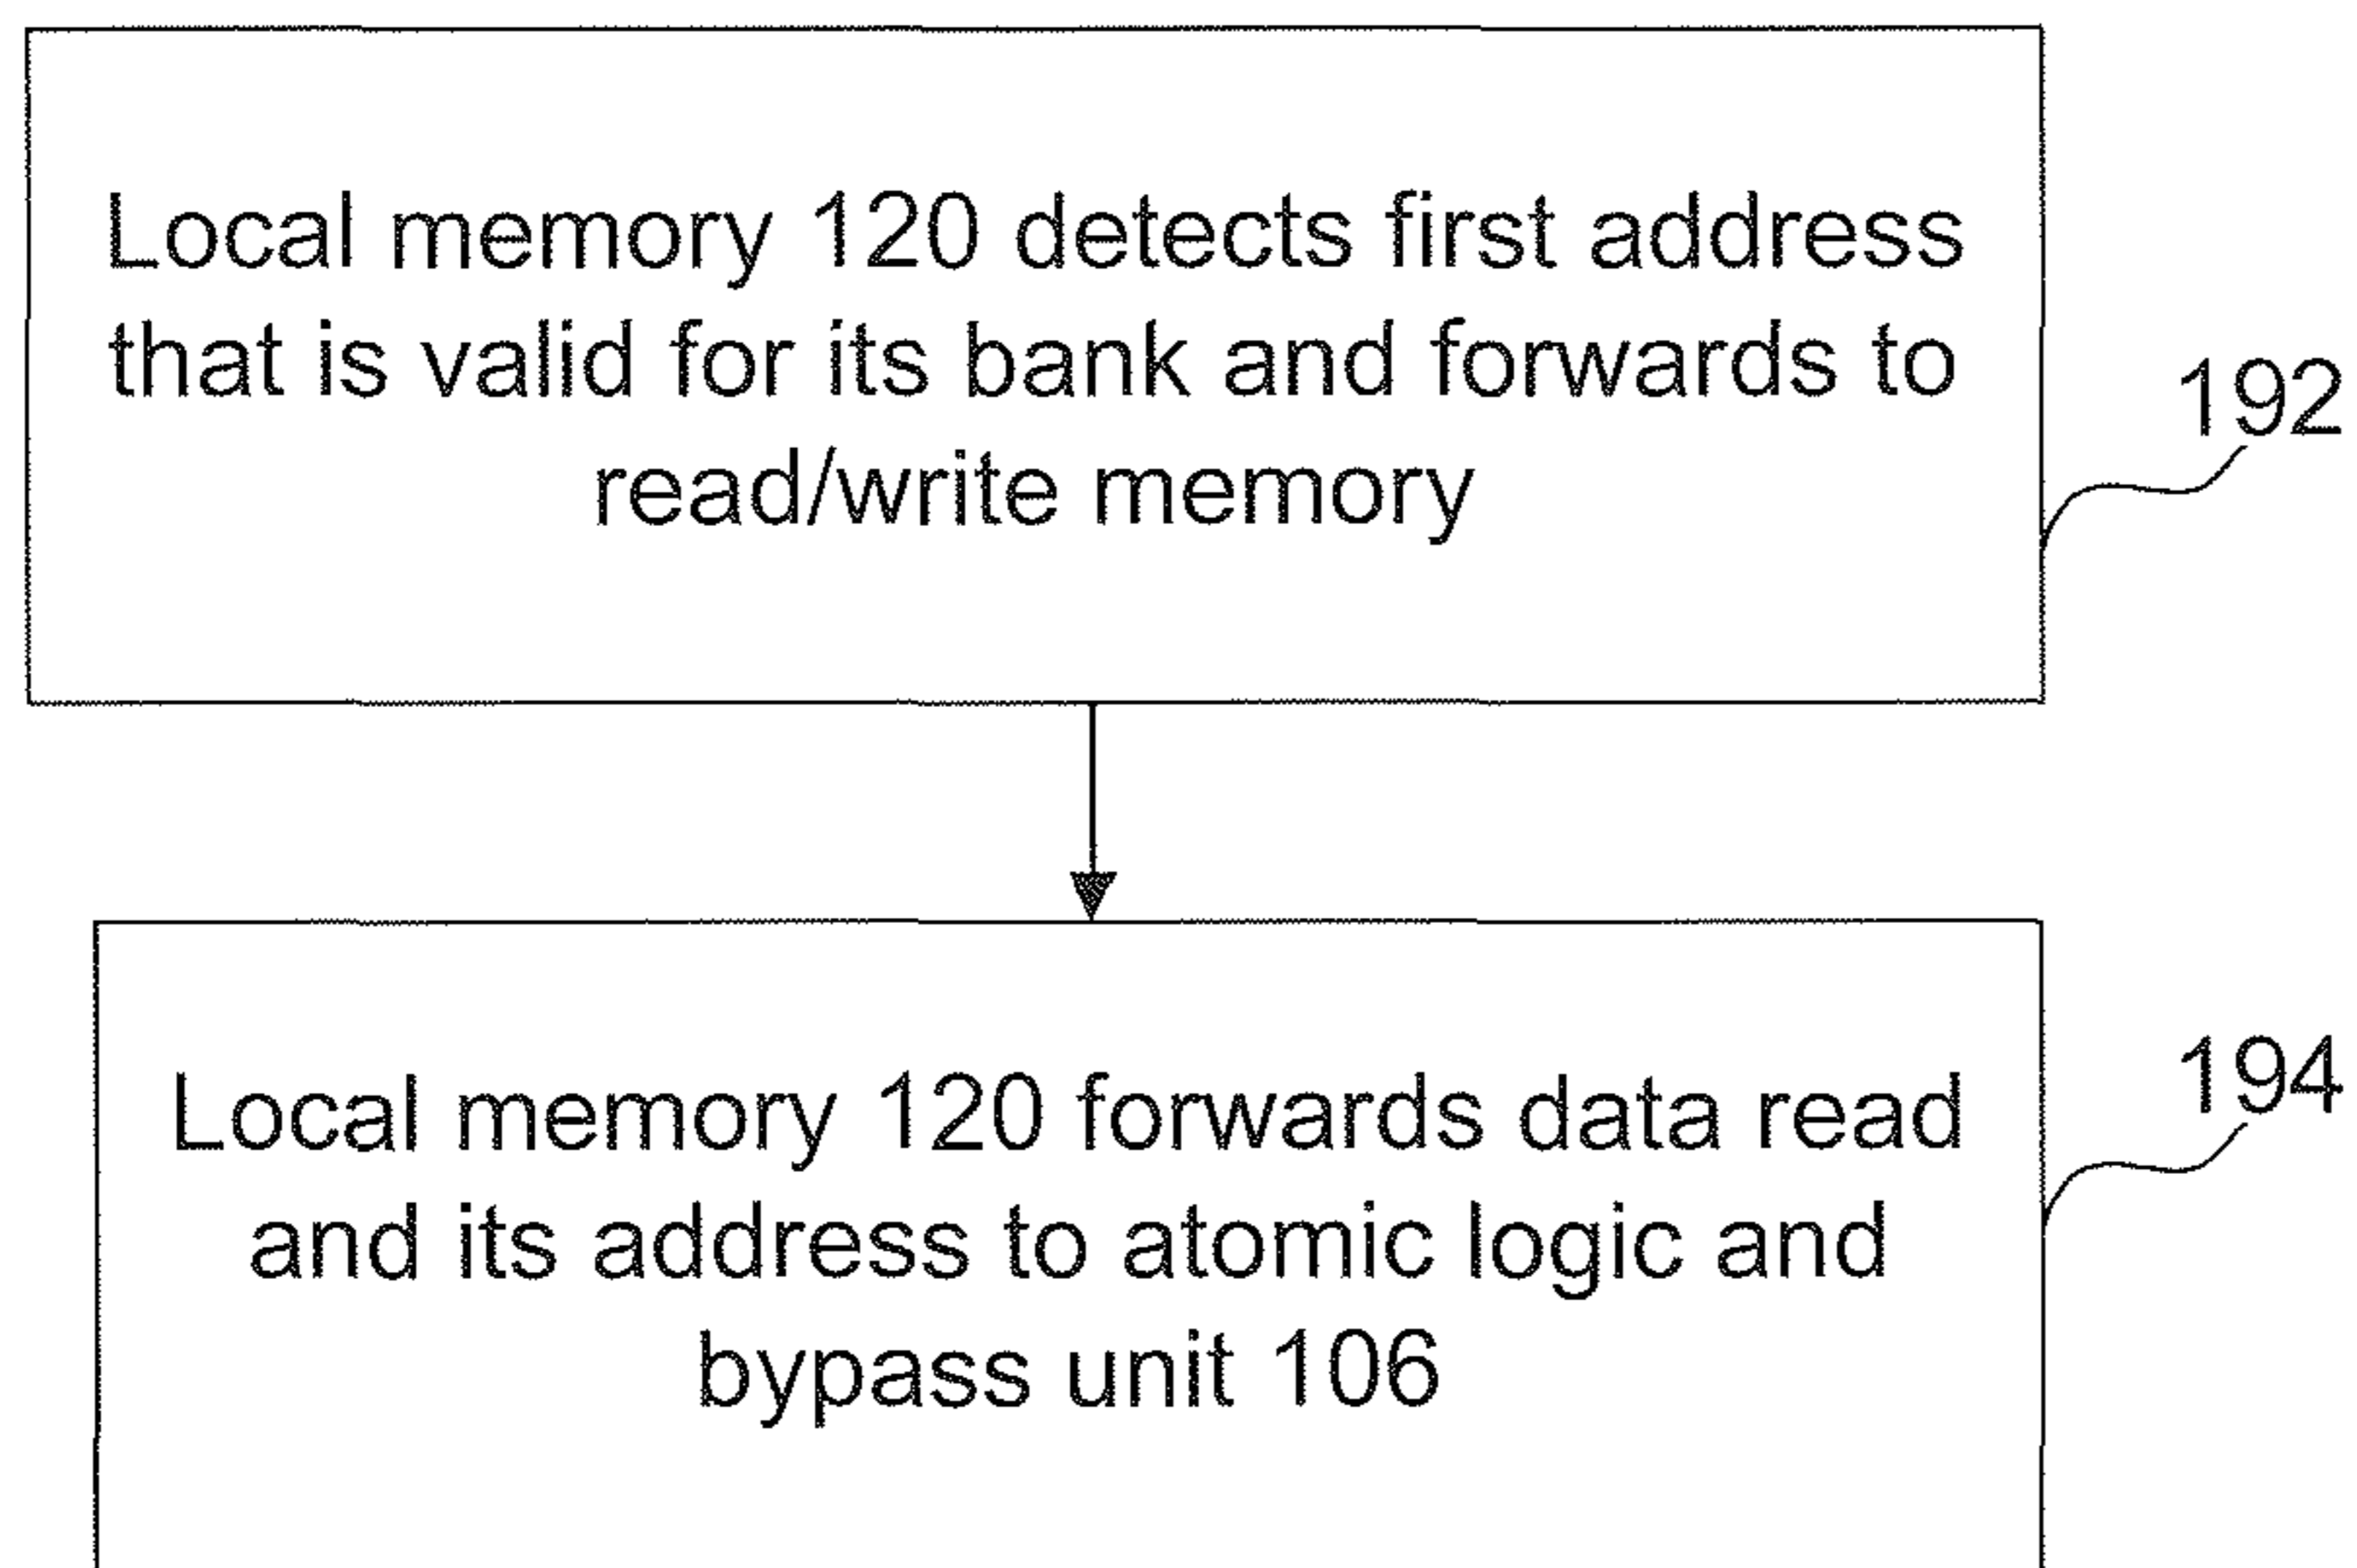 Local memory 120 detects first address
that is valid for its bank and forwards to
read/write memory
192
Local memory 120 forwards data read
and its address to atomic logic and
bypass unit 106
194